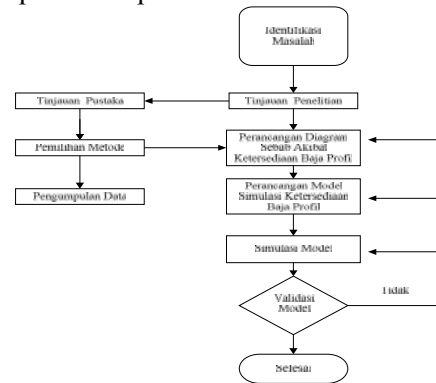 Identifikasi
Masalah
Tinjauan Pustaka
Tinjauan Penelitian
Pemilihan Metode
Perancangan Diagram
Sebab Akibat
Ketersediaan Baja Profil
Pengumpulan Data
Perancangan Model
Simulasi Ketersediaan
Baja Profil
Simulasi Model
Validasi
Model
Tidak
Selesai